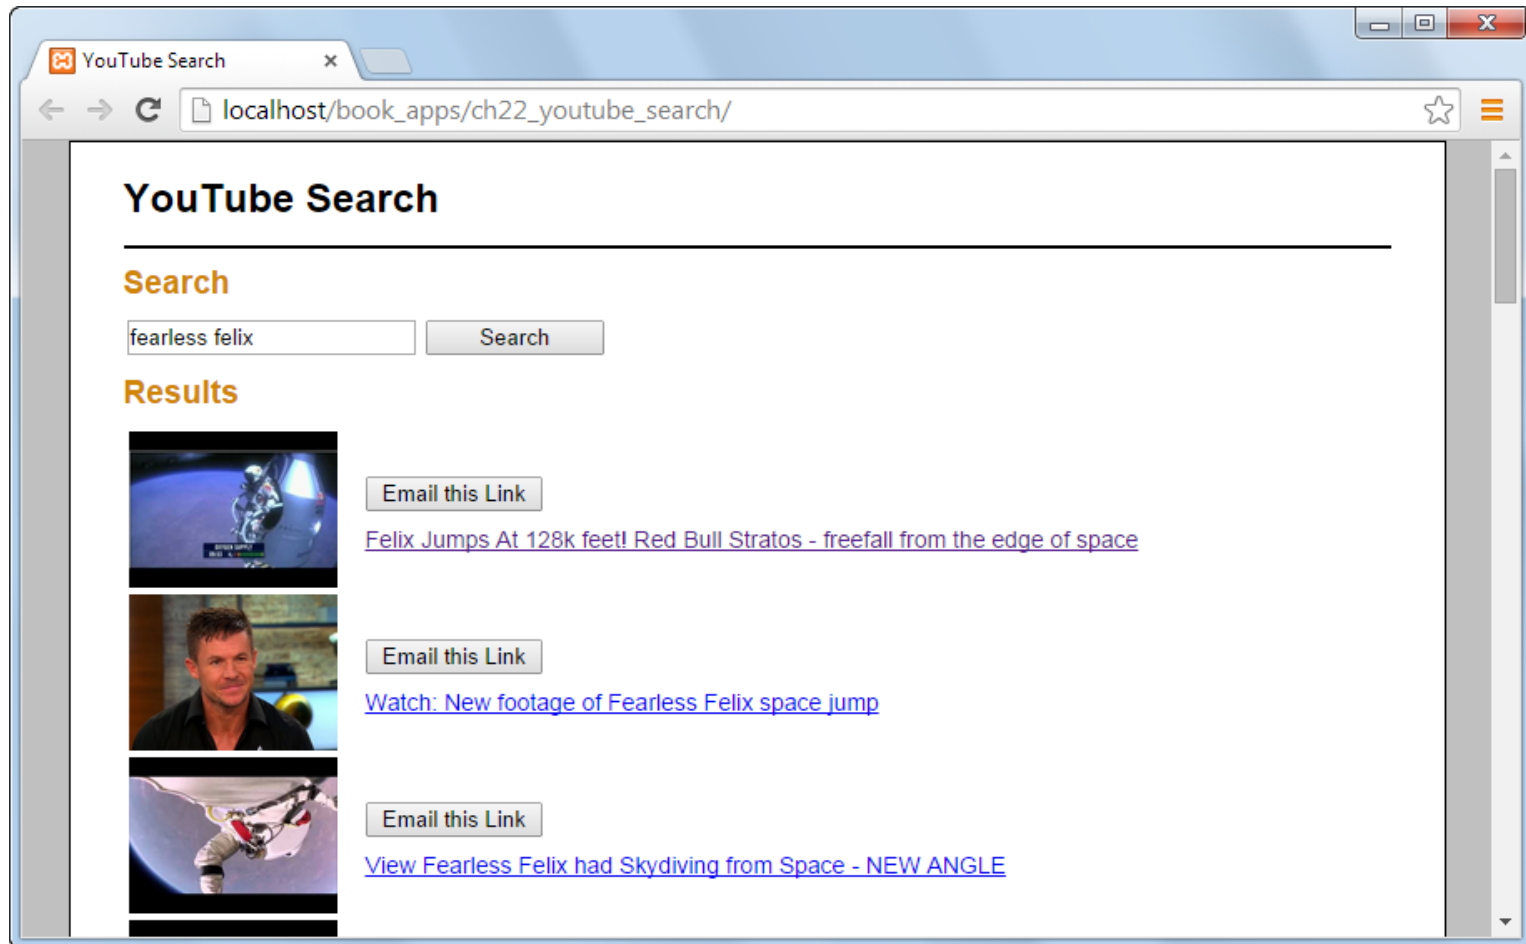 YouTube Search
localhost/book_apps/ch22_youtube_search/
YouTube Search
Search
fearless felix Search
Results
Email this Link
Felix Jumps At 128k feet! Red Bull Stratos - freefall from the edge of space
Email this Link
Watch: New footage of Fearless Felix space jump
Email this Link
View Fearless Felix had Skydiving from Space - NEW ANGLE